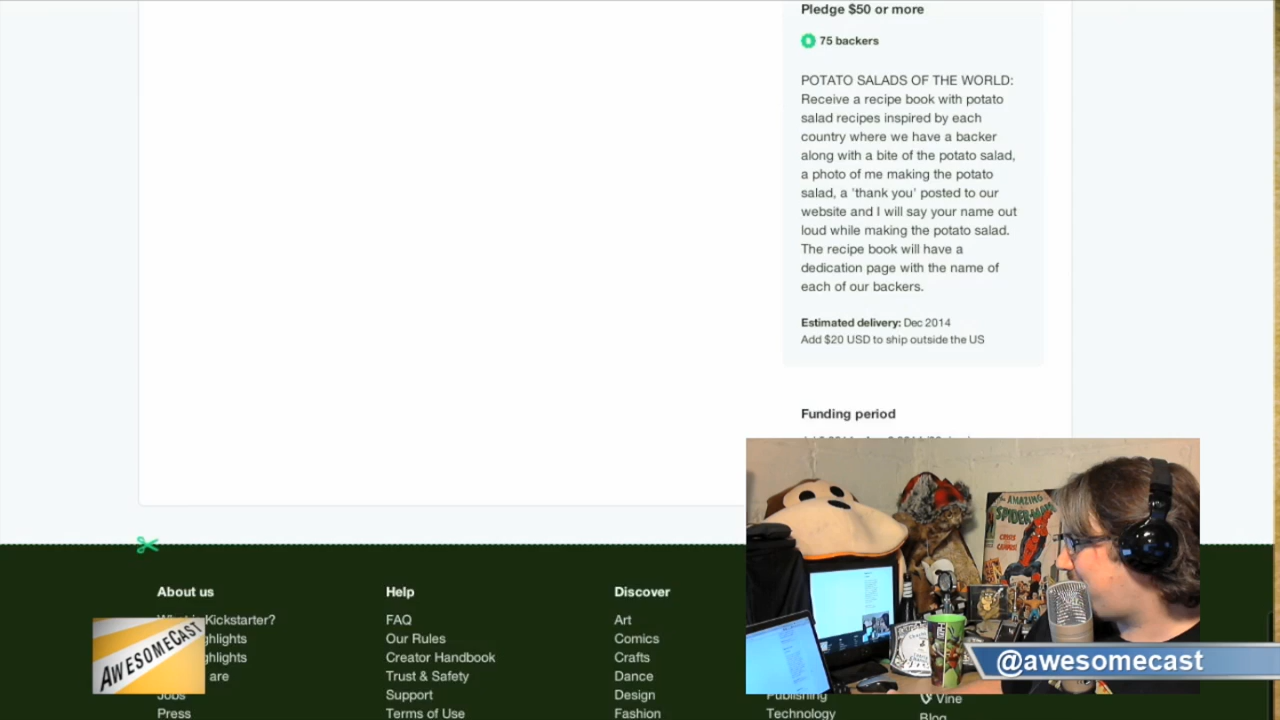 Pledge $50 or more
75 backers
POTATO SALADS OF THE WORLD:
Receive a recipe book with potato
salad recipes inspired by each
country where we have a backer
along with a bite of the potato salad,
a photo of me making the potato
salad, a 'thank you' posted to our
website and I will say your name out
loud while making the potato salad.
The recipe book will have a
dedication page with the name of
each of our backers.
Estimated delivery: Dec 2014
Add $20 USD to ship outside the US
Funding period
THE AMAZING
SPIDER-MAN
CRISIS
CAMPUS!
@awesomecast
About us
Kickstarter?
are
Jobs
Press
AWESOMECAST
Help
FAQ
Our Rules
Creator Handbook
Trust & Safety
Support
Terms of Use
Discover
Art
Comics
Crafts
Dance
Design
Fashion
Publishing
Technology
Vine
Blog